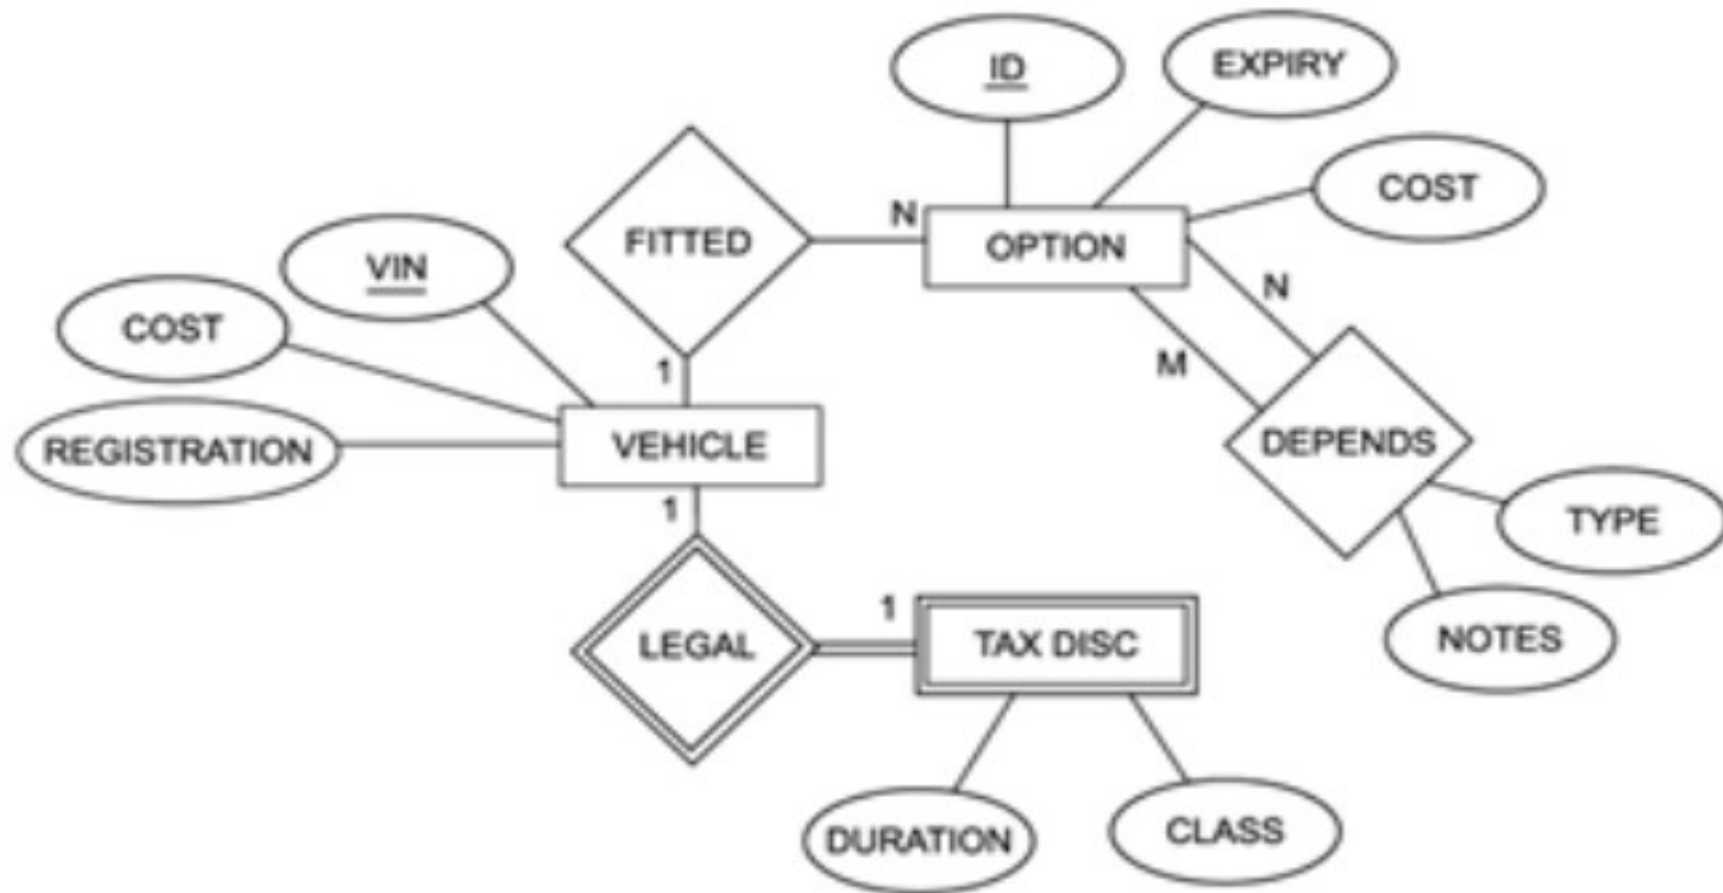 ID
EXPIRY
COST
FITTED
N
OPTION
VIN
COST
1
N
M
REGISTRATION
VEHICLE
DEPENDS
1
TYPE
LEGAL
1
TAX DISC
NOTES
DURATION
CLASS